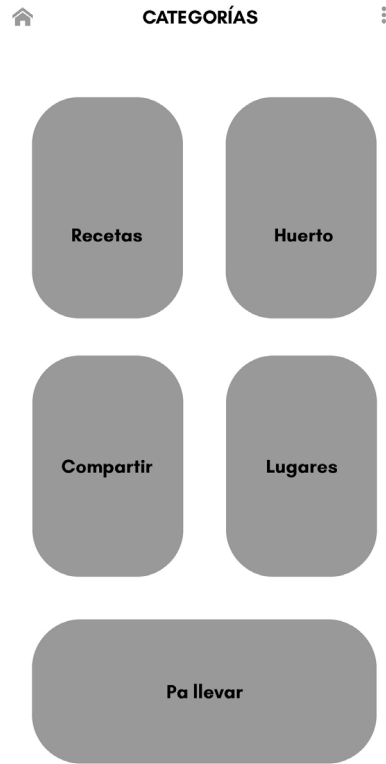 CATEGORÍAS
Recetas
Huerto
Compartir
Lugares
Pa llevar